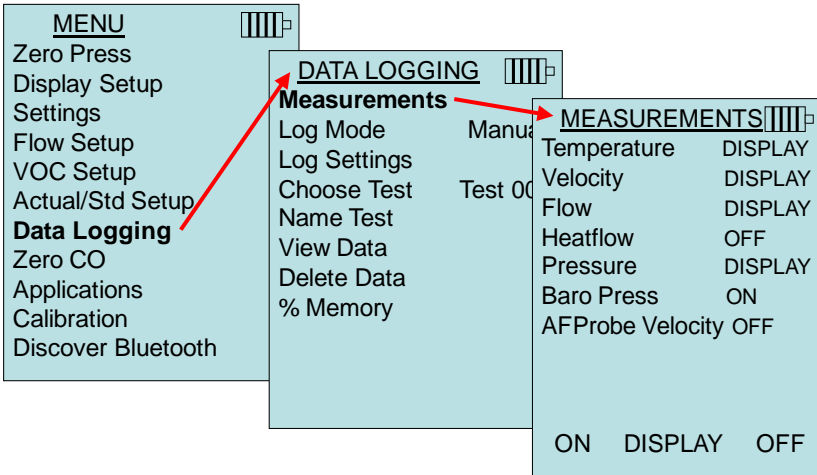 MENU
Zero Press
Display Setup
Settings
Flow Setup
VOC Setup
Actual/Std Setup
Data Logging
Zero CO
Applications
Calibration
Discover Bluetooth
DATA LOGGING
Measurements
Log Mode Manua
Log Settings
Choose Test Test 00
Name Test
View Data
Delete Data
% Memory
MEASUREMENTS
Temperature DISPLAY
Velocity DISPLAY
Flow DISPLAY
Heatflow OFF
Pressure DISPLAY
Baro Press ON
AFProbe Velocity OFF
ON DISPLAY OFF